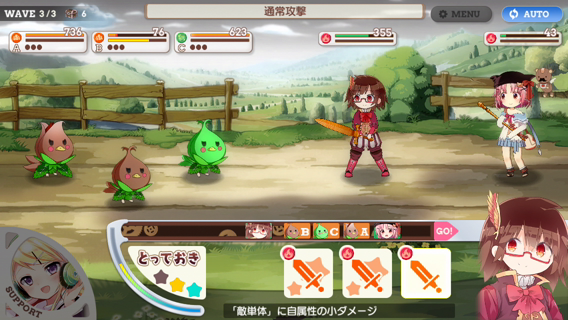 WAVE 3/3 6
通常攻撃
MENU
AUTO
A 736
B 76
C 623
355
43
B C A GO!
とっておき
SUPPORT
「敵単体」に自属性の小ダメージ